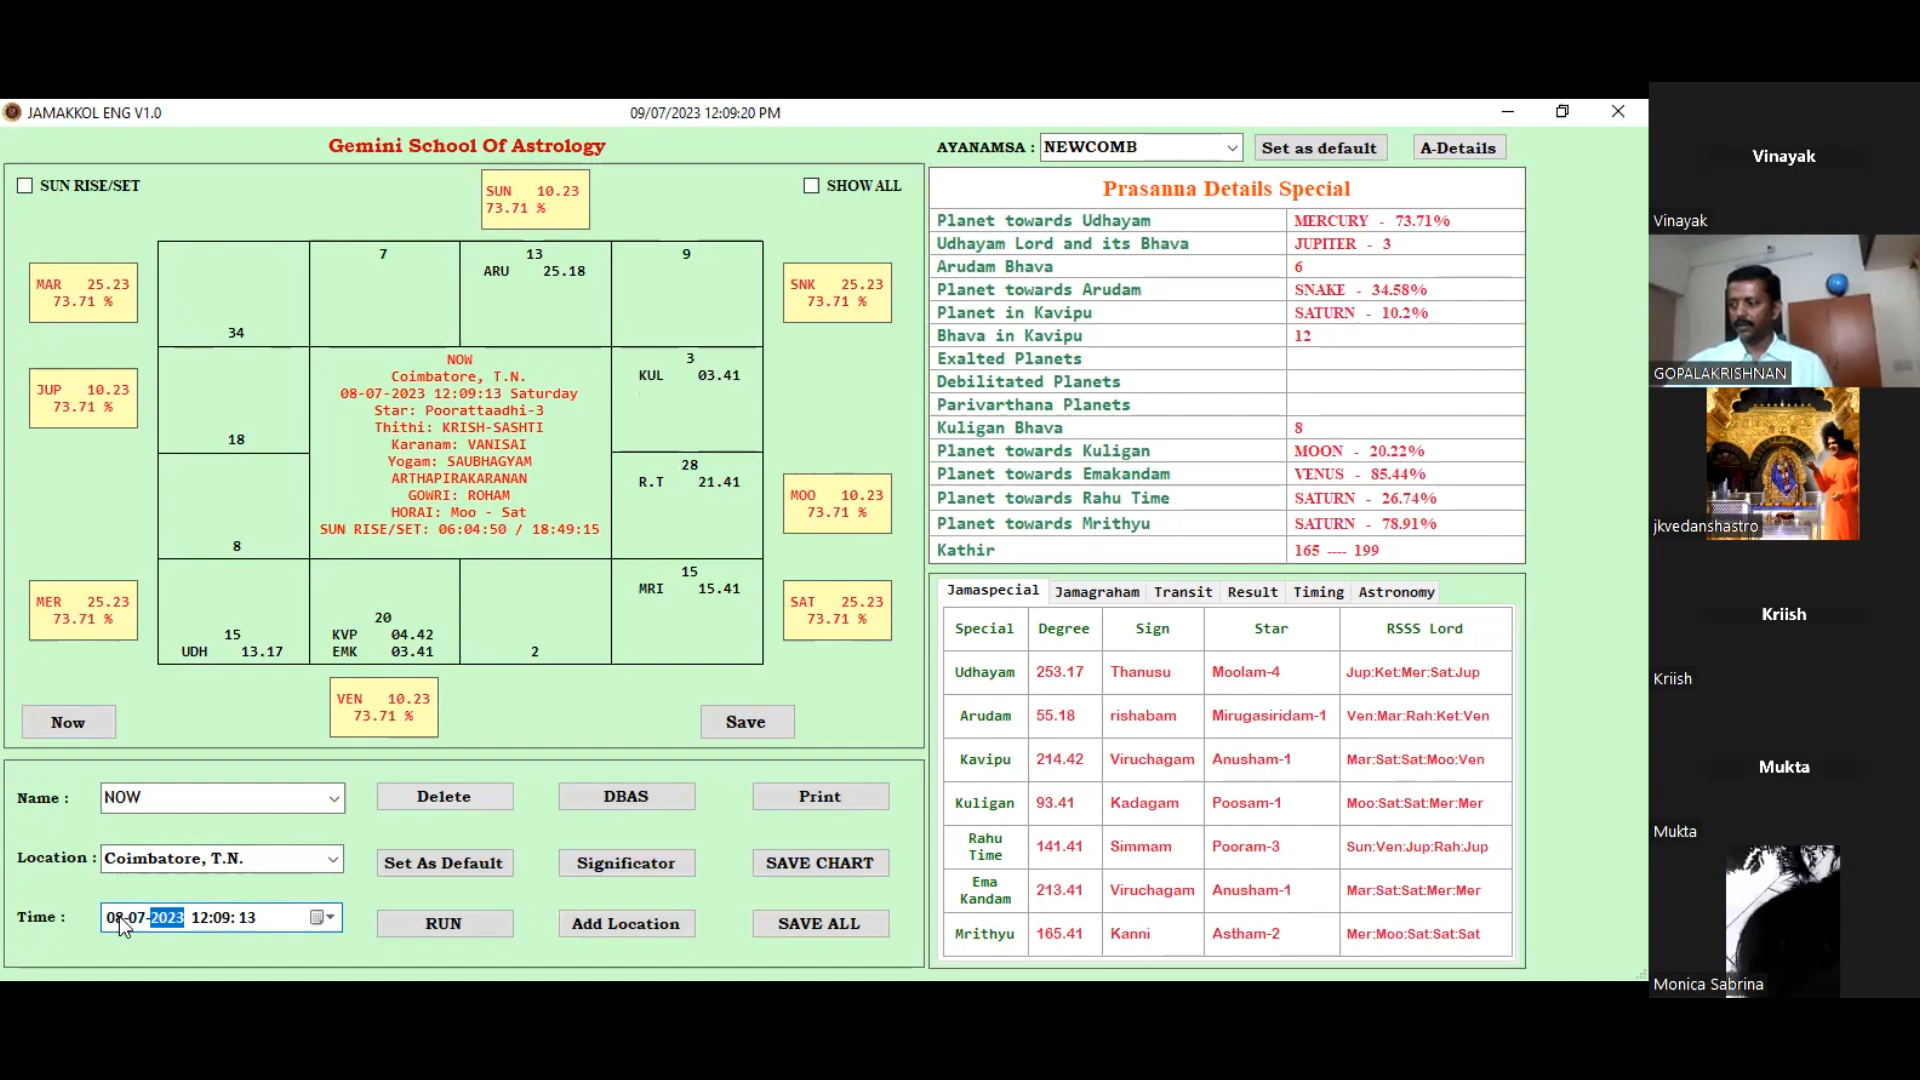 JAMAKKOL ENG V1.0
09/07/2023 12:09:20 PM
Gemini School Of Astrology
SUN RISE/SET
SHOW ALL
SUN 10.23
73.71 %
MAR 25.23
73.71 %
SNK 25.23
73.71 %
JUP 10.23
73.71 %
MOO 10.23
73.71 %
MER 25.23
73.71 %
SAT 25.23
73.71 %
VEN 10.23
73.71 %
34
7
13
ARU 25.18
9
18
3
KUL 03.41
8
28
R.T 21.41
15
UDH 13.17
20
KVP 04.42
EMK 03.41
2
15
MRI 15.41
NOW
Coimbatore, T.N.
08-07-2023 12:09:13 Saturday
Star: Poorattaadhi-3
Thithi: KRISH-SASHTI
Karanam: VANISAI
Yogam: SAUBHAGYAM
ARTHAPIRAKARANAN
GOWRI: ROHAM
HORAI: Moo - Sat
SUN RISE/SET: 06:04:50 / 18:49:15
Now
Save
Name :
NOW
Delete
DBAS
Print
Location :
Coimbatore, T.N.
Set As Default
Significator
SAVE CHART
Time :
08-07-2023 12:09: 13
RUN
Add Location
SAVE ALL
AYANAMSA :
NEWCOMB
Set as default
A-Details
Prasanna Details Special
Planet towards Udhayam MERCURY - 73.71%
Udhayam Lord and its Bhava JUPITER - 3
Arudam Bhava 6
Planet towards Arudam SNAKE - 34.58%
Planet in Kavipu SATURN - 10.2%
Bhava in Kavipu 12
Exalted Planets
Debilitated Planets
Parivarthana Planets
Kuligan Bhava 8
Planet towards Kuligan MOON - 20.22%
Planet towards Emakandam VENUS - 85.44%
Planet towards Rahu Time SATURN - 26.74%
Planet towards Mrithyu SATURN - 78.91%
Kathir 165 ---- 199
Jamaspecial Jamagraham Transit Result Timing Astronomy
Special Degree Sign Star RSSS Lord
Udhayam 253.17 Thanusu Moolam-4 Jup:Ket:Mer:Sat:Jup
Arudam 55.18 rishabam Mirugasiridam-1 Ven:Mar:Rah:Ket:Ven
Kavipu 214.42 Viruchagam Anusham-1 Mar:Sat:Sat:Moo:Ven
Kuligan 93.41 Kadagam Poosam-1 Moo:Sat:Sat:Mer:Mer
Rahu Time 141.41 Simmam Pooram-3 Sun:Ven:Jup:Rah:Jup
Ema Kandam 213.41 Viruchagam Anusham-1 Mar:Sat:Sat:Mer:Mer
Mrithyu 165.41 Kanni Astham-2 Mer:Moo:Sat:Sat:Sat
Vinayak
Vinayak
GOPALAKRISHNAN
jkvedanshastro
Kriish
Kriish
Mukta
Mukta
Monica Sabrina